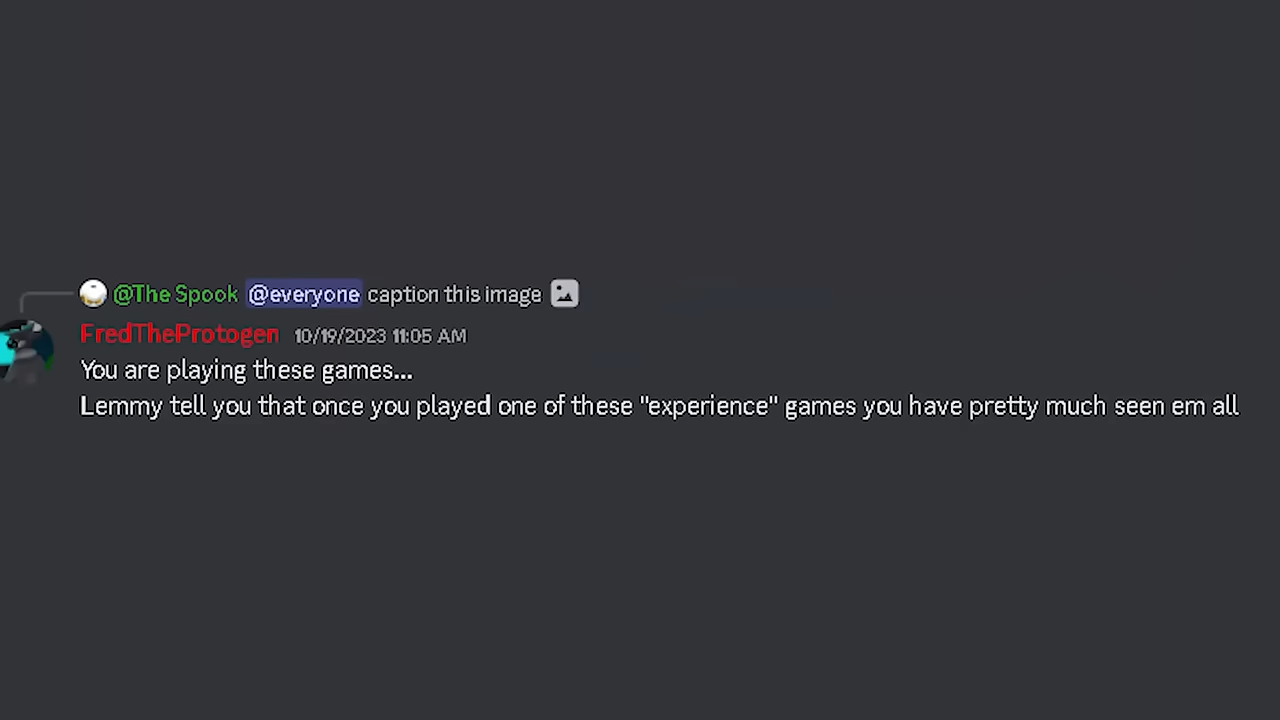 @The Spook @everyone caption this image
FredTheProtogen 10/19/2023 11:05 AM
You are playing these games...
Lemmy tell you that once you played one of these "experience" games you have pretty much seen em all